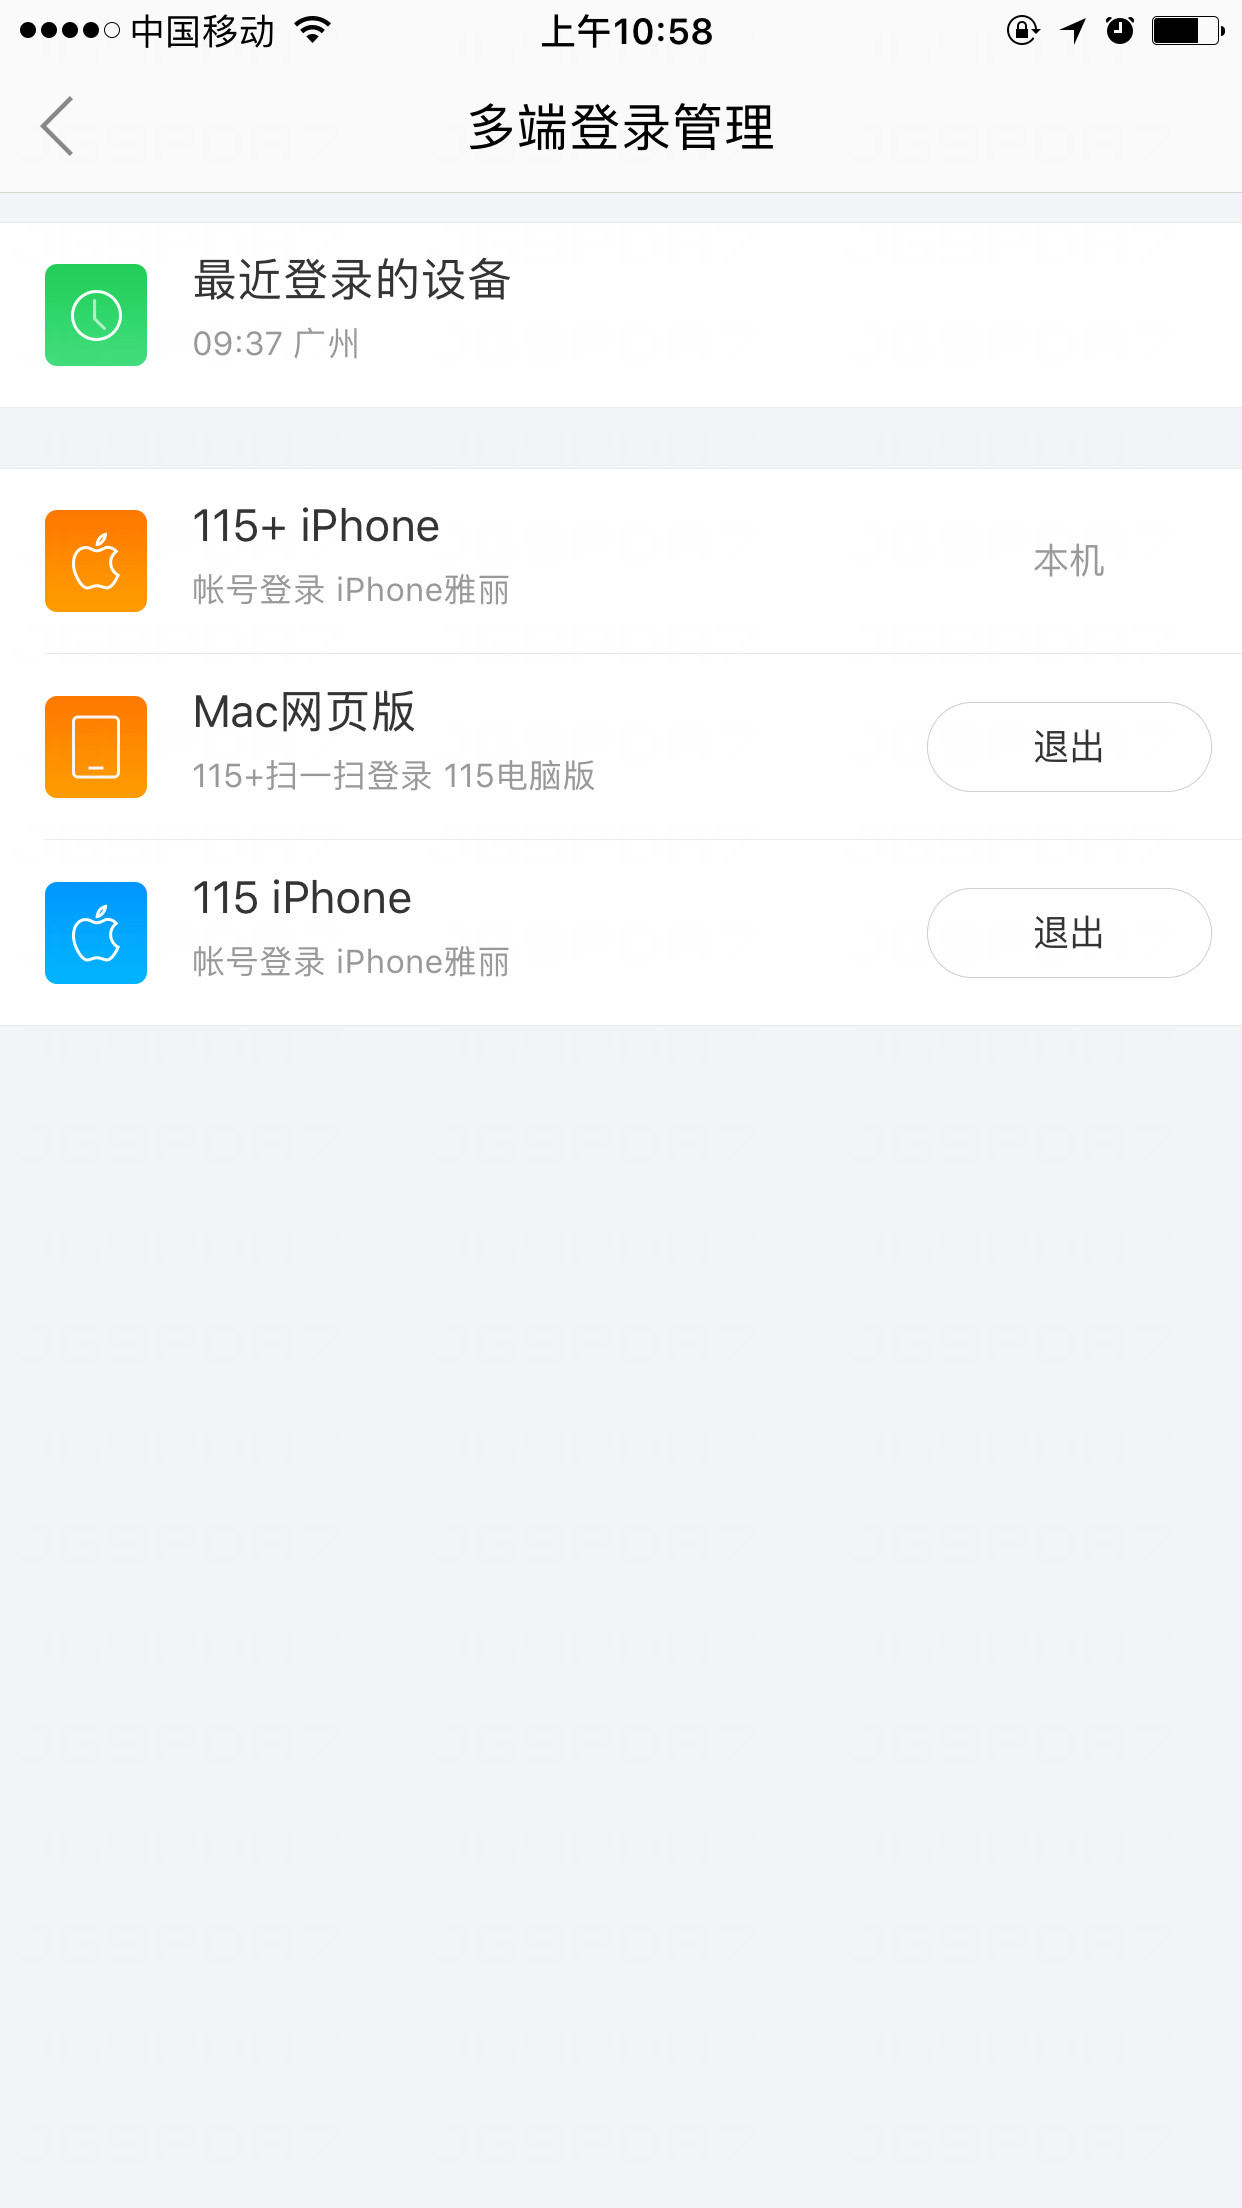 中国移动
上午10:58
多端登录管理
最近登录的设备
09:37 广州
115+ iPhone
帐号登录 iPhone雅丽
本机
Mac网页版
115+扫一扫登录 115电脑版
退出
115 iPhone
帐号登录 iPhone雅丽
退出